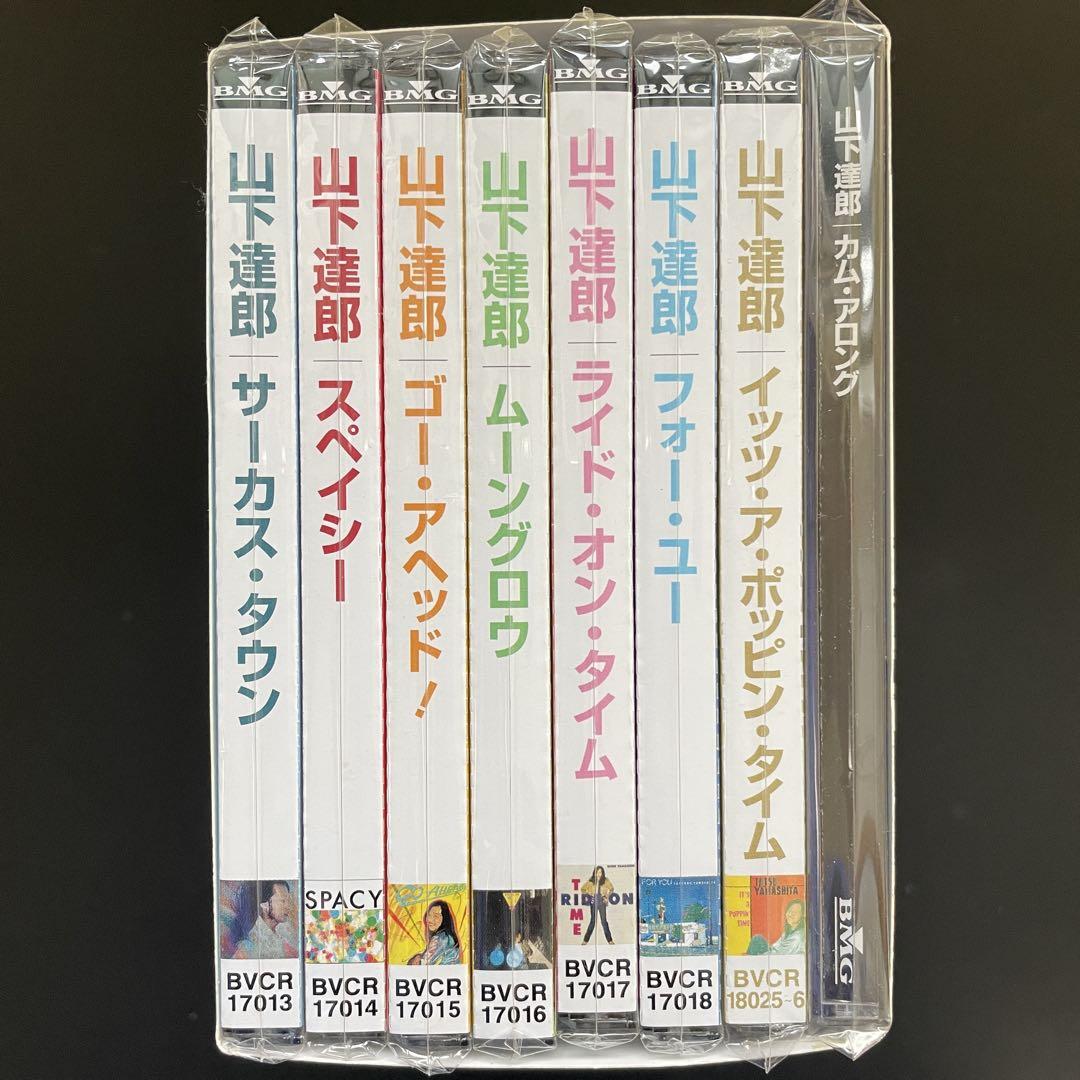 BMG
山下達郎
サーカス・タウン
BVCR
17013
BMG
山下達郎
スペイシー
SPACY
BVCR
17014
BMG
山下達郎
ゴー・アヘッド!
GO AHEAD!
BVCR
17015
BMG
山下達郎
ムーングロウ
BVCR
17016
BMG
山下達郎
ライド・オン・タイム
RIDE ON
TIME
BVCR
17017
BMG
山下達郎
フォー・ユー
FOR YOU
BVCR
17018
BMG
山下達郎
イッツ・ア・ポッピン・タイム
TATSU
YAMASHITA
IT'S
A
POPPIN'
TIME
BVCR
18025~6
山下達郎 カム・アロング
BMG